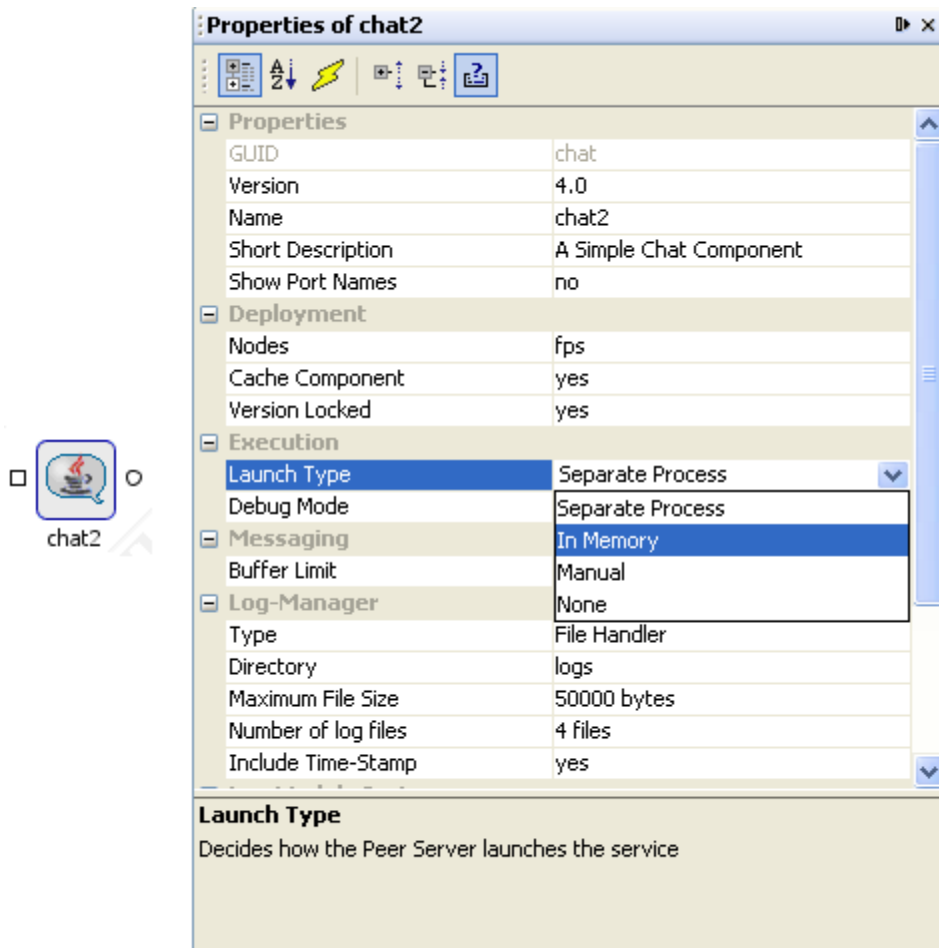 Properties of chat2
Properties
GUID chat
Version 4.0
Name chat2
Short Description A Simple Chat Component
Show Port Names no
Deployment
Nodes fps
Cache Component yes
Version Locked yes
Execution
Launch Type Separate Process
Debug Mode Separate Process
In Memory
Messaging
Buffer Limit Manual
None
Log-Manager
Type File Handler
Directory logs
Maximum File Size 50000 bytes
Number of log files 4 files
Include Time-Stamp yes
Launch Type
Decides how the Peer Server launches the service
chat2